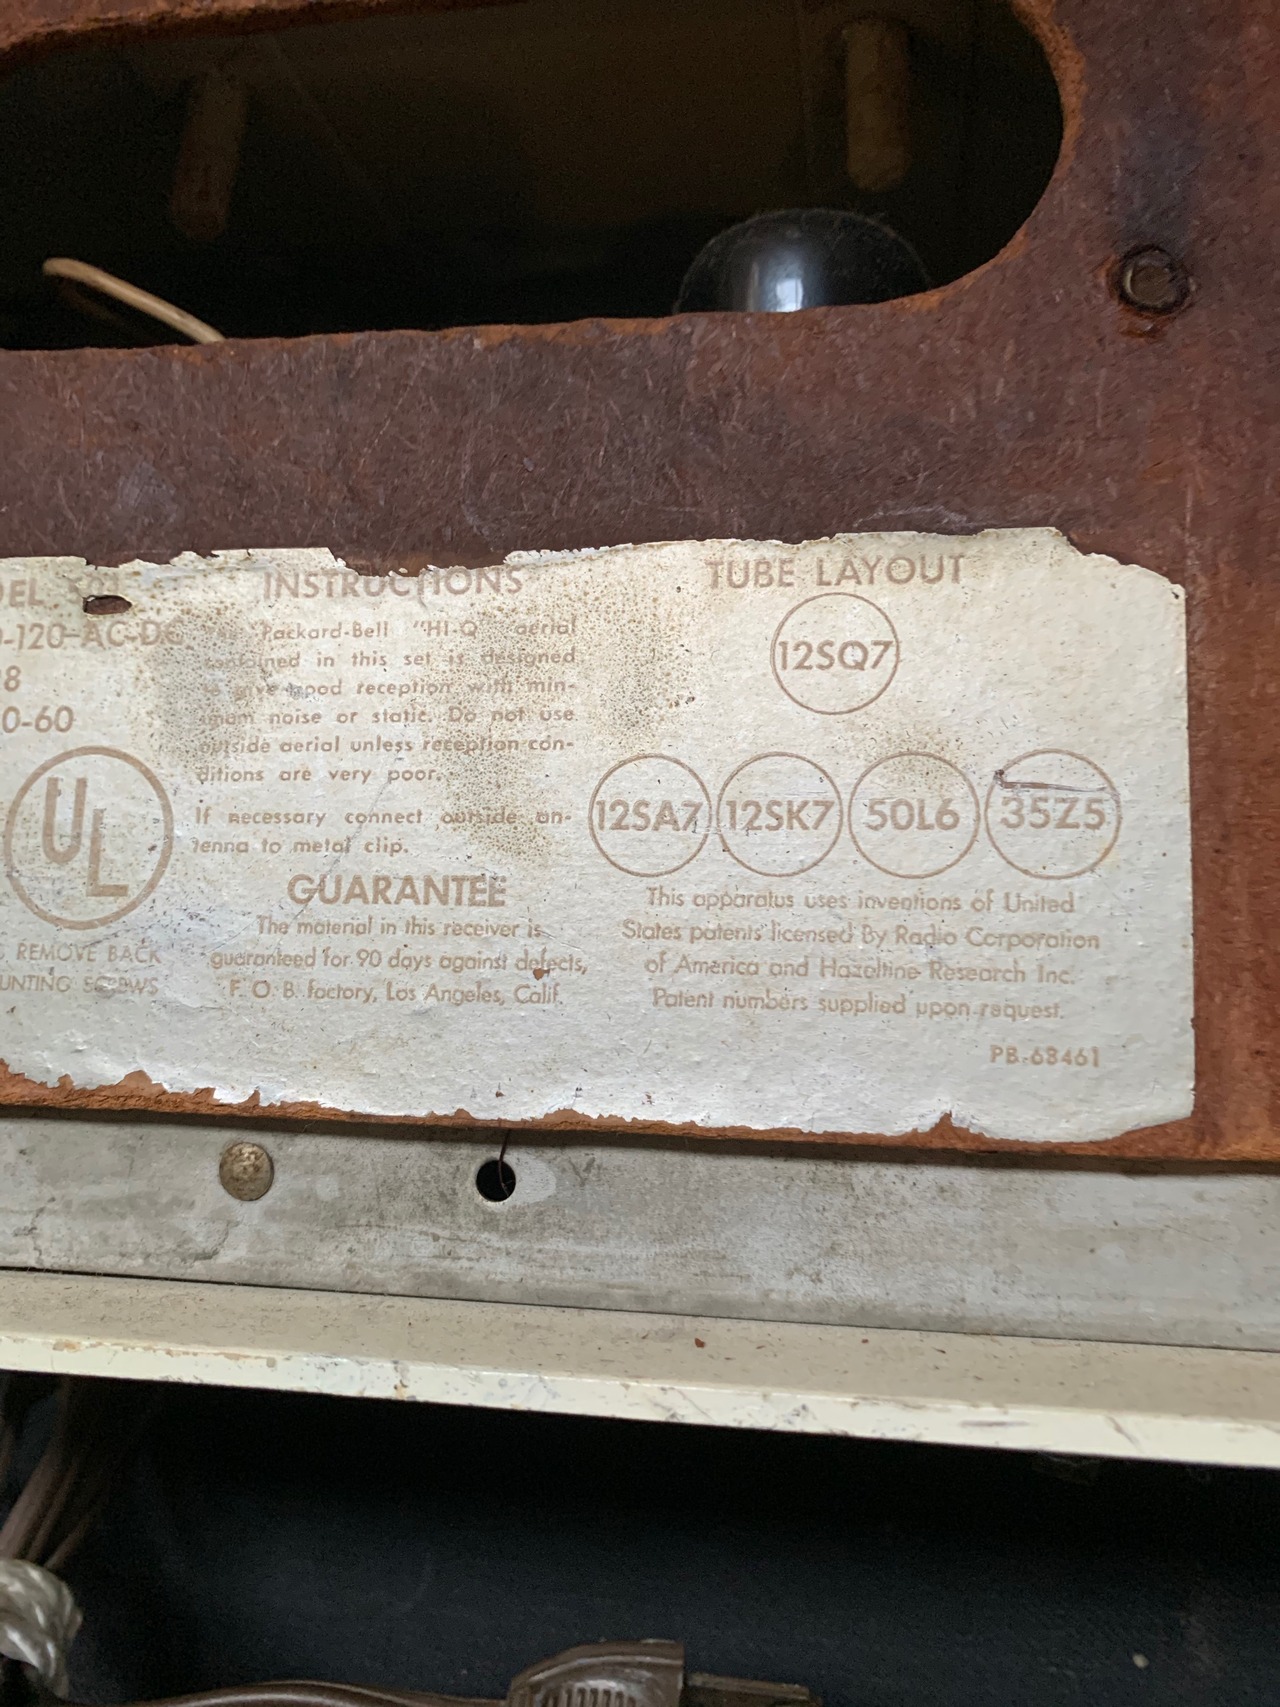 DEL
0-120-AC-DC
8
0-60
UL
REMOVE BACK
UNTING SCREWS
INSTRUCTIONS
Packard-Bell "HI-Q" aerial
contained in this set is designed
to give good reception with min-
imum noise or static. Do not use
outside aerial unless reception con-
ditions are very poor.
If necessary connect outside an-
tenna to metal clip.
GUARANTEE
The material in this receiver is
guaranteed for 90 days against defects,
F. O. B. factory, Los Angeles, Calif.
TUBE LAYOUT
12SQ7
12SA7 12SK7 50L6 35Z5
This apparatus uses inventions of United
States patents licensed By Radio Corporation
of America and Hazeltine Research Inc.
Patent numbers supplied upon request.
PB-68461